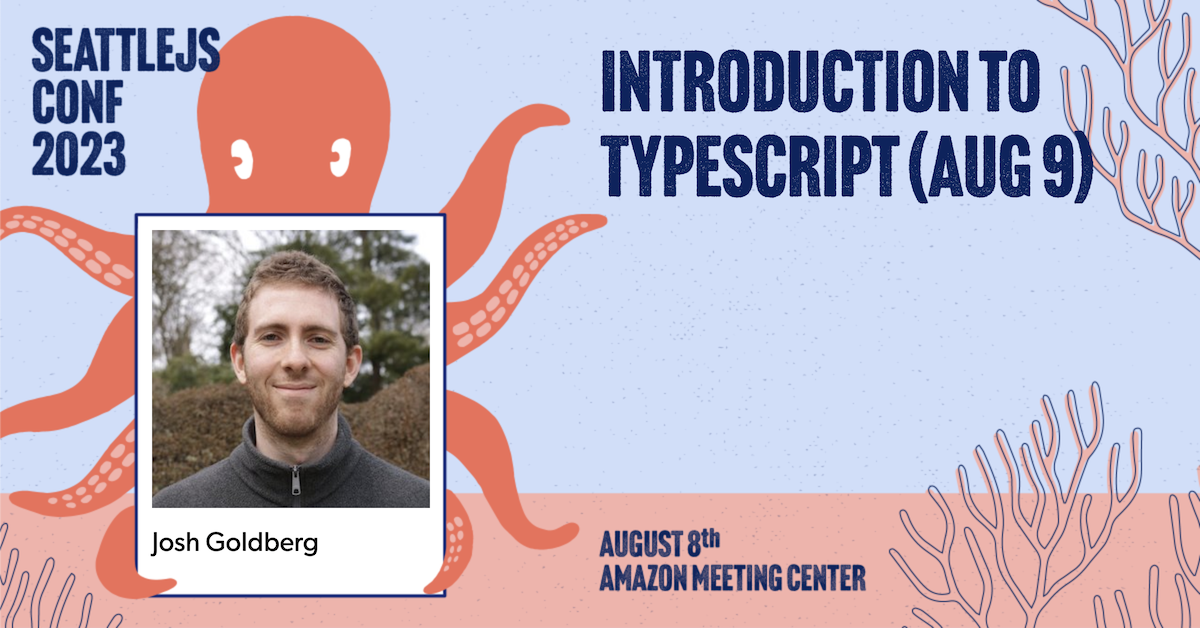 SEATTLEJS
CONF
2023
INTRODUCTION TO
TYPESCRIPT (AUG 9)
Josh Goldberg
AUGUST 8th
AMAZON MEETING CENTER